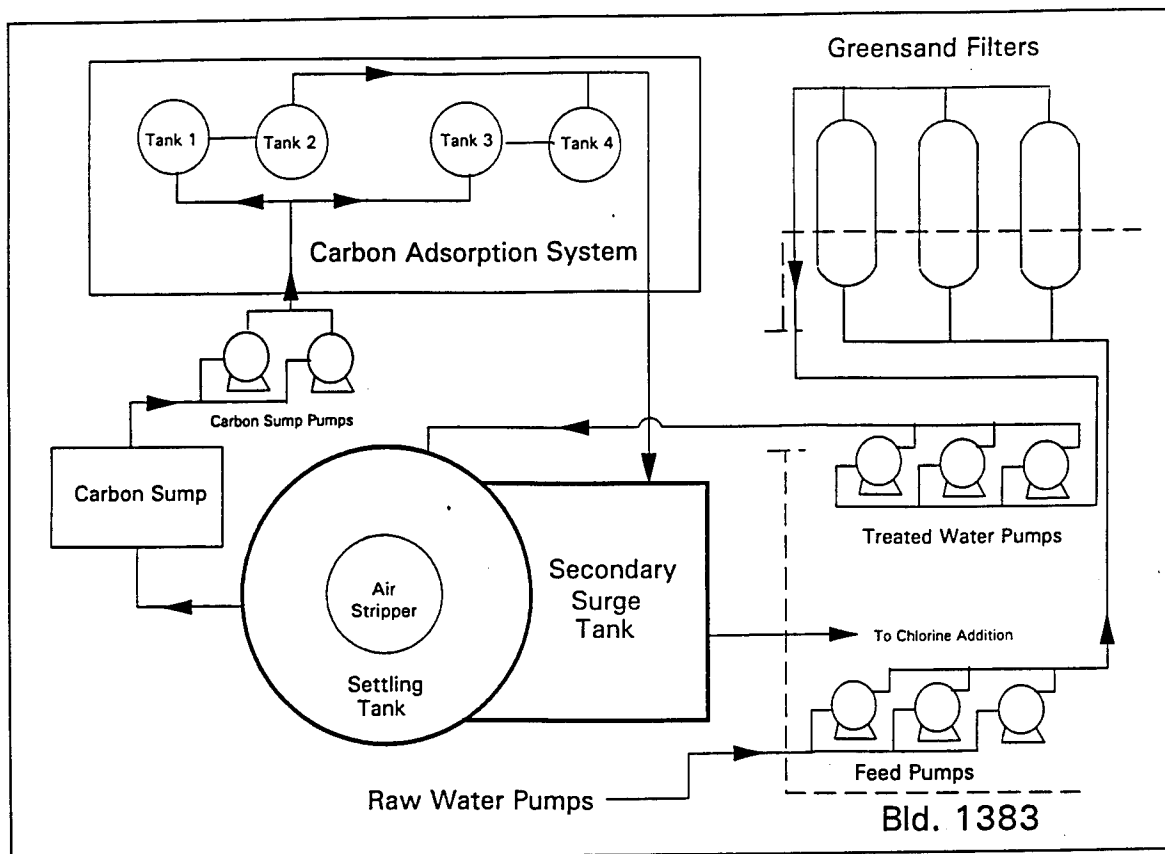 Greensand Filters
Tank 1
Tank 2
Tank 3
Tank 4
Carbon Adsorption System
Carbon Sump Pumps
Carbon Sump
Treated Water Pumps
Air
Stripper
Settling
Tank
Secondary
Surge
Tank
To Chlorine Addition
Feed Pumps
Raw Water Pumps
Bld. 1383